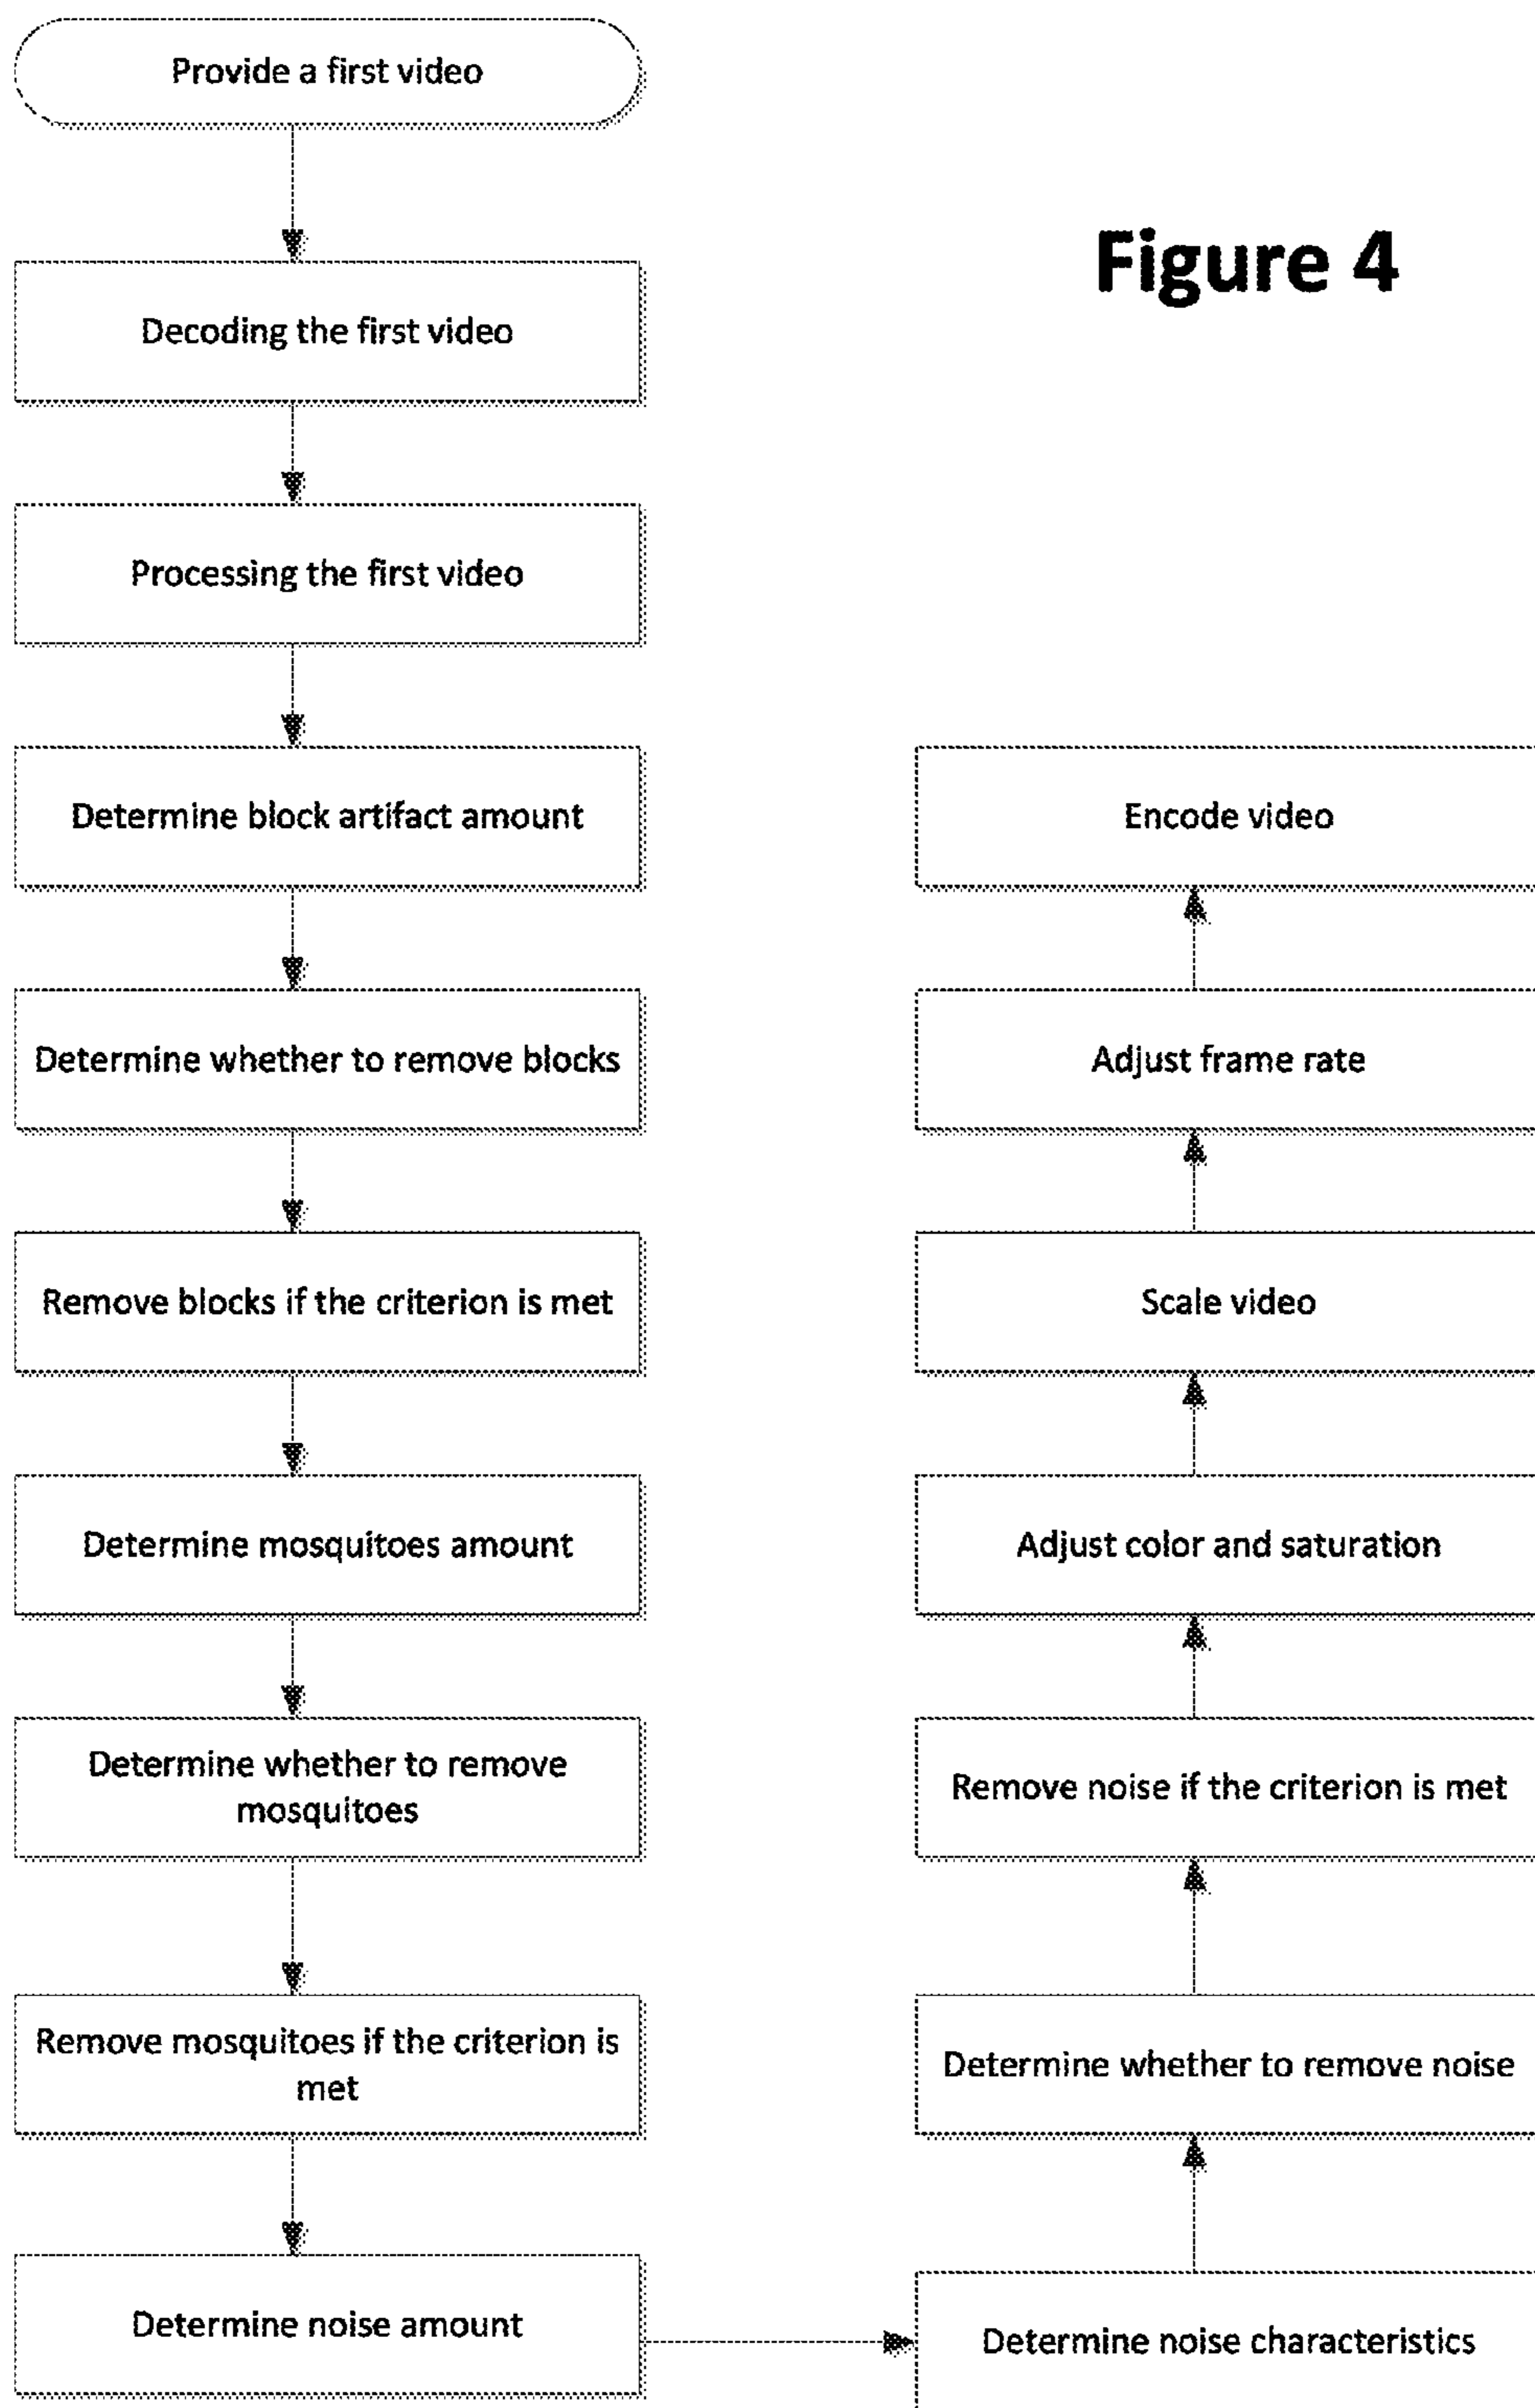 Provide a first video
Figure 4
Decoding the first video
Processing the first video
Determine block artifact amount
Determine whether to remove blocks
Remove blocks if the criterion is met
Determine mosquitoes amount
Determine whether to remove
mosquitoes
Remove mosquitoes if the criterion is
met
Determine noise amount
Determine noise characteristics
Determine whether to remove noise
Remove noise if the criterion is met
Adjust color and saturation
Scale video
Adjust frame rate
Encode video